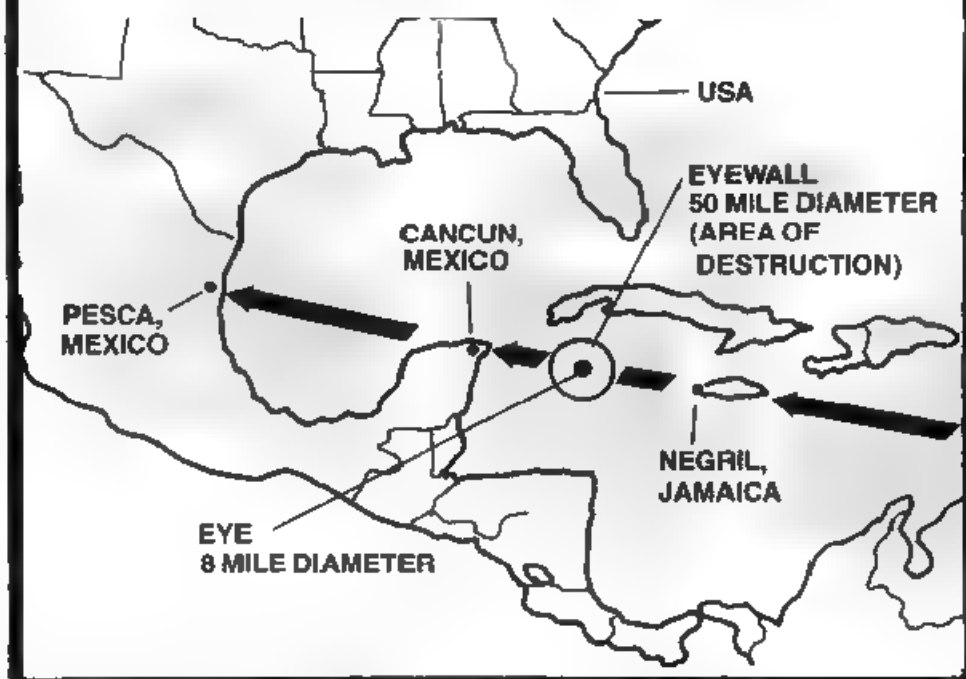 USA
EYEWALL
50 MILE DIAMETER
(AREA OF
DESTRUCTION)
CANCUN,
MEXICO
PESCA,
MEXICO
NEGRIL,
JAMAICA
EYE
8 MILE DIAMETER